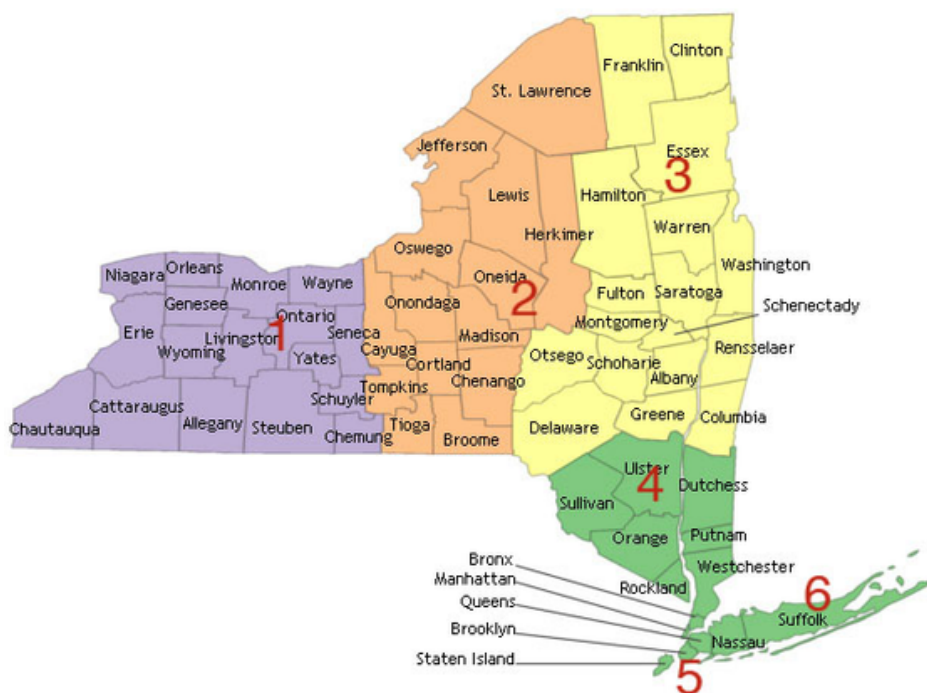 Clinton
Franklin
St. Lawrence
Jefferson
Essex
3
Lewis
Hamilton
Warren
Herkimer
Oswego
Washington
Niagara
Orleans
Monroe
Wayne
Oneida
2
Genesee
Onondaga
Fulton
Saratoga
Schenectady
Erie
Livingston
1
Ontario
Seneca
Madison
Montgomery
Rensselaer
Wyoming
Yates
Cayuga
Cortland
Otsego
Schoharie
Albany
Chenango
Tompkins
Cattaraugus
Schuyler
Greene
Columbia
Chautauqua
Allegany
Steuben
Chemung
Tioga
Broome
Delaware
Ulster
4
Dutchess
Sullivan
Orange
Putnam
Bronx
Westchester
Manhattan
Rockland
6
Queens
Suffolk
Brooklyn
Nassau
Staten Island
5